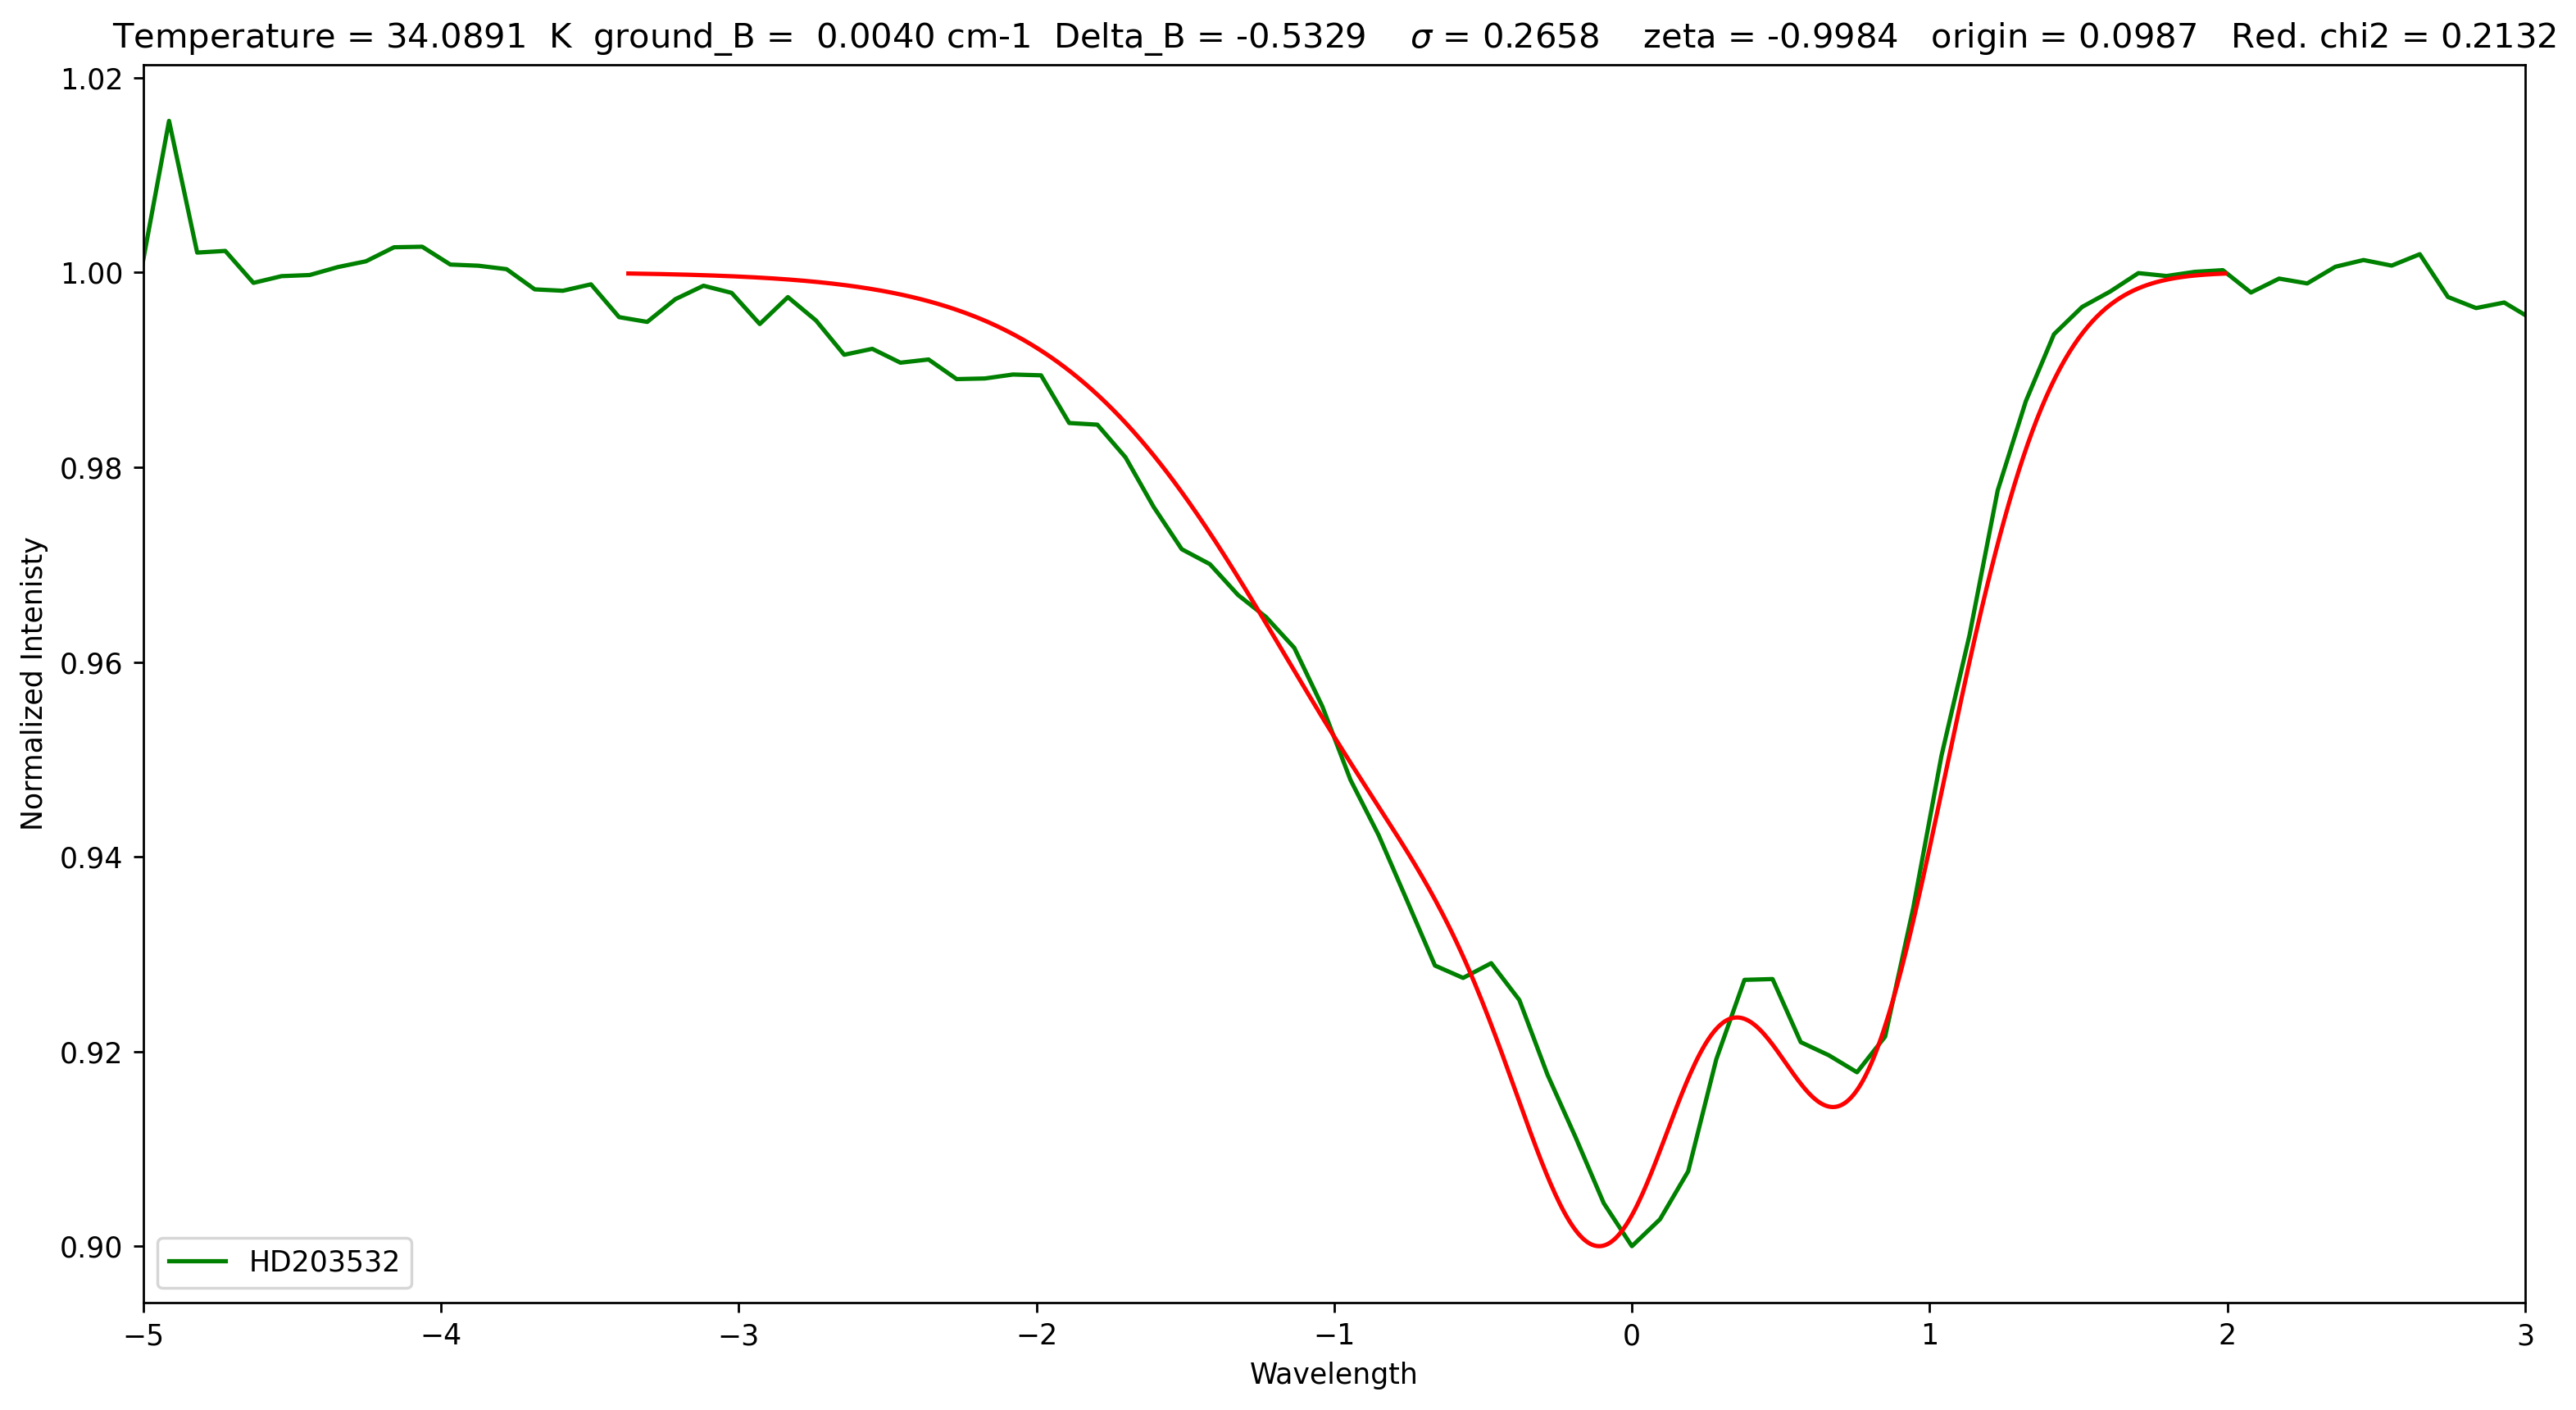 Temperature = 34.0891 K ground_B = 0.0040 cm-1 Delta_B = -0.5329 σ = 0.2658 zeta = -0.9984 origin = 0.0987 Red. chi2 = 0.2132
1.02
1.00
0.98
0.96
0.94
0.92
0.90
Normalized Intenisty
HD203532
−5 −4 −3 −2 −1 0 1 2 3
Wavelength